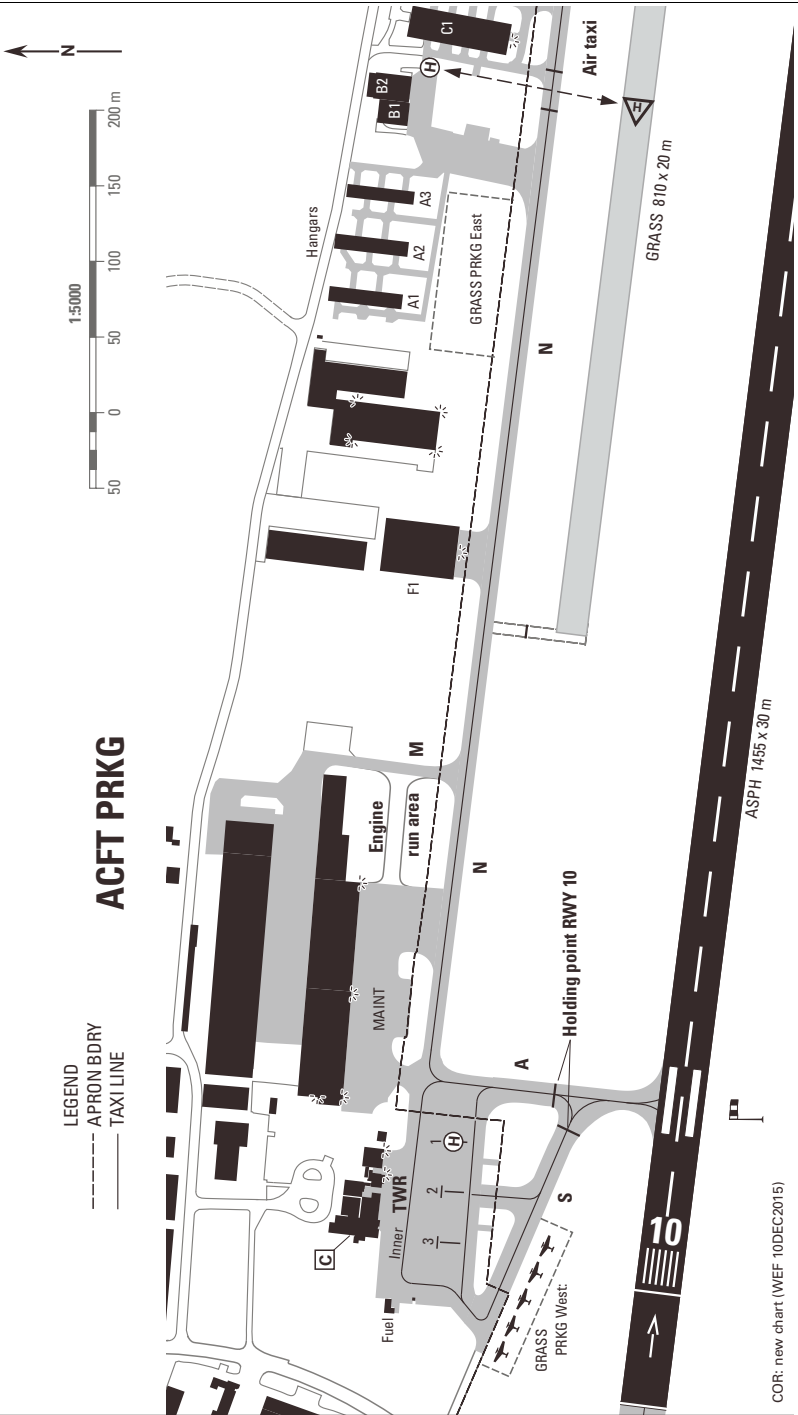 ACFT PRKG
LEGEND
APRON BDRY
TAXI LINE
1:5000
50
0
50
100
150
200 m
N
C
Fuel
Inner
TWR
3
2
1
H
GRASS
PRKG West:
S
A
Holding point RWY 10
MAINT
Engine
run area
M
N
F1
Hangars
A1
A2
A3
B1
B2
C1
H
GRASS PRKG East
N
Air taxi
H
GRASS 810 x 20 m
ASPH 1455 x 30 m
10
COR: new chart (WEF 10DEC2015)